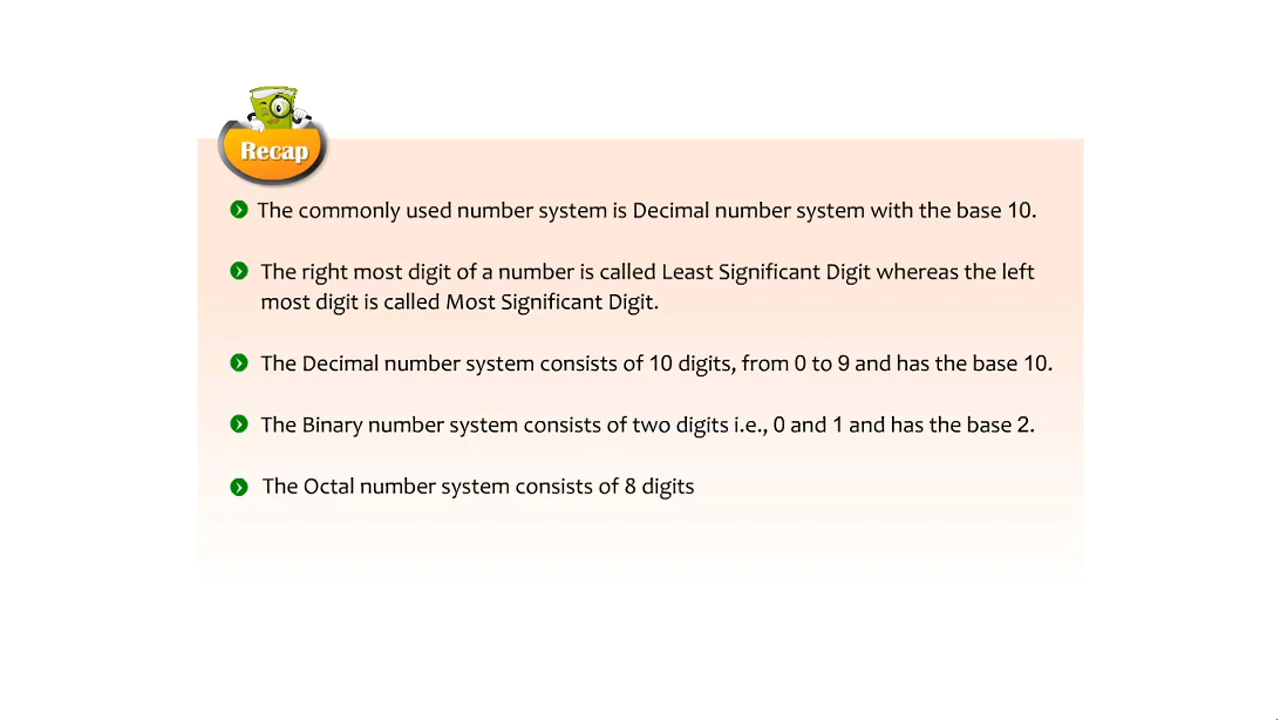 Recap
The commonly used number system is Decimal number system with the base 10.
The right most digit of a number is called Least Significant Digit whereas the left
most digit is called Most Significant Digit.
The Decimal number system consists of 10 digits, from 0 to 9 and has the base 10.
The Binary number system consists of two digits i.e., 0 and 1 and has the base 2.
The Octal number system consists of 8 digits